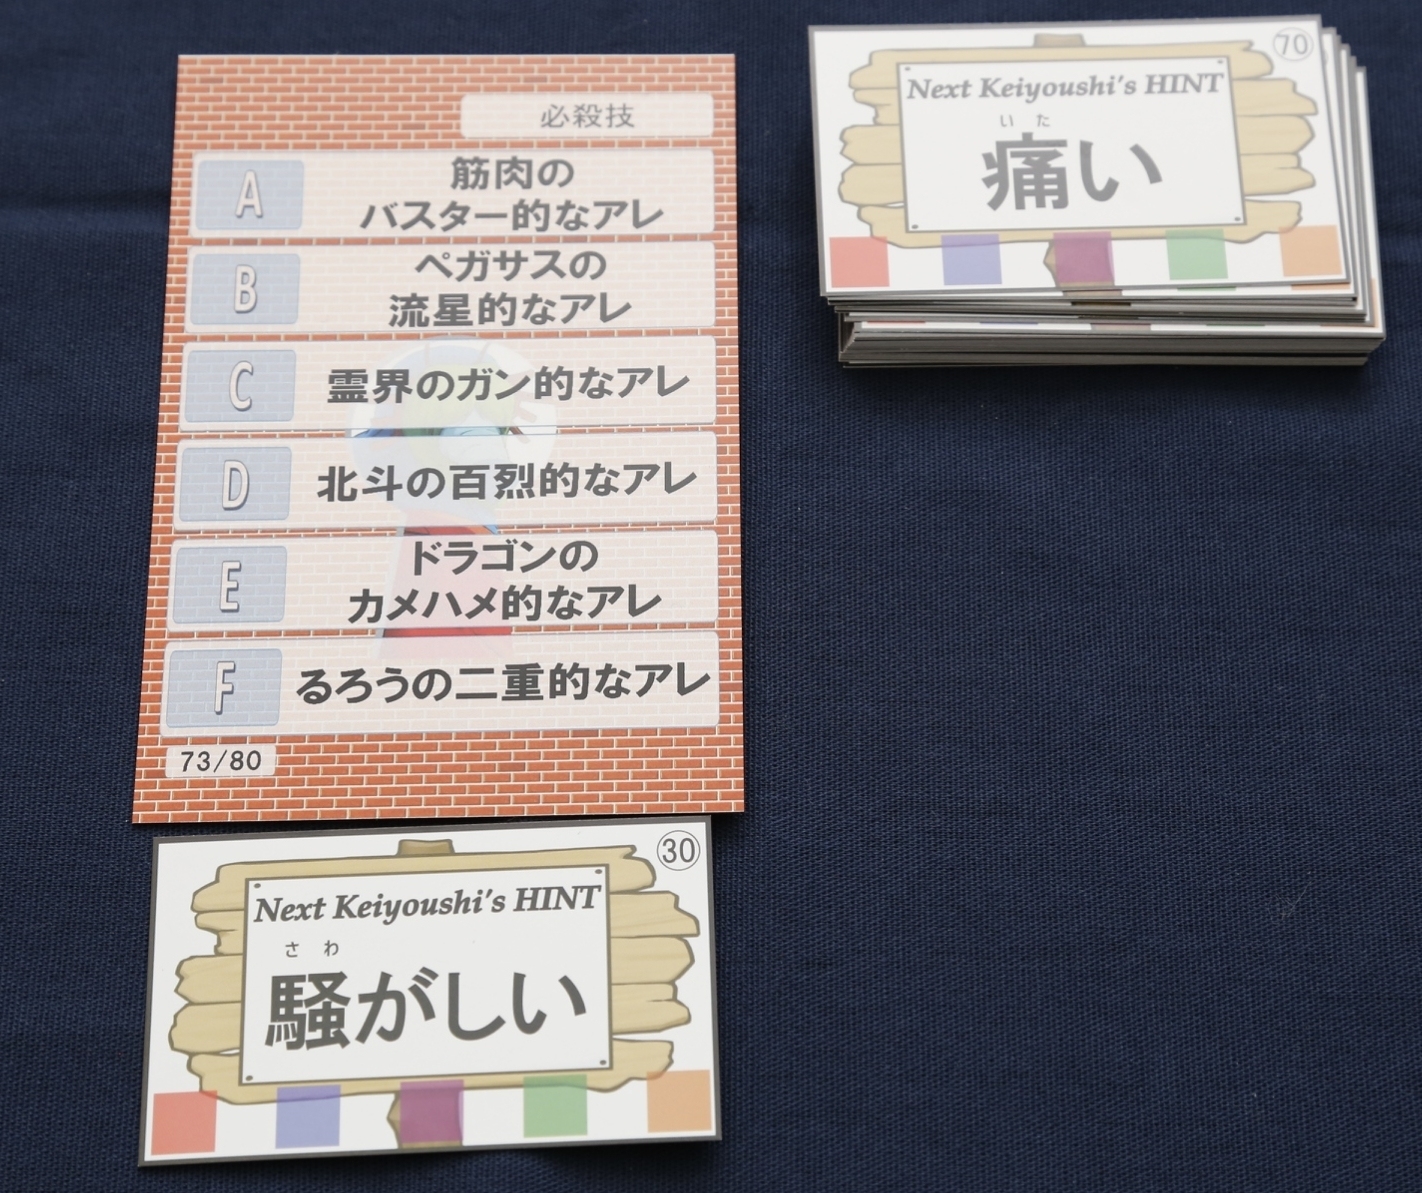 必殺技
A
筋肉の
バスター的なアレ
B
ペガサスの
流星的なアレ
C
霊界のガン的なアレ
D
北斗の百烈的なアレ
E
ドラゴンの
カメハメ的なアレ
F
るろうの二重的なアレ
73/80
70
Next Keiyoushi's HINT
いた
痛い
30
Next Keiyoushi's HINT
さわ
騒がしい